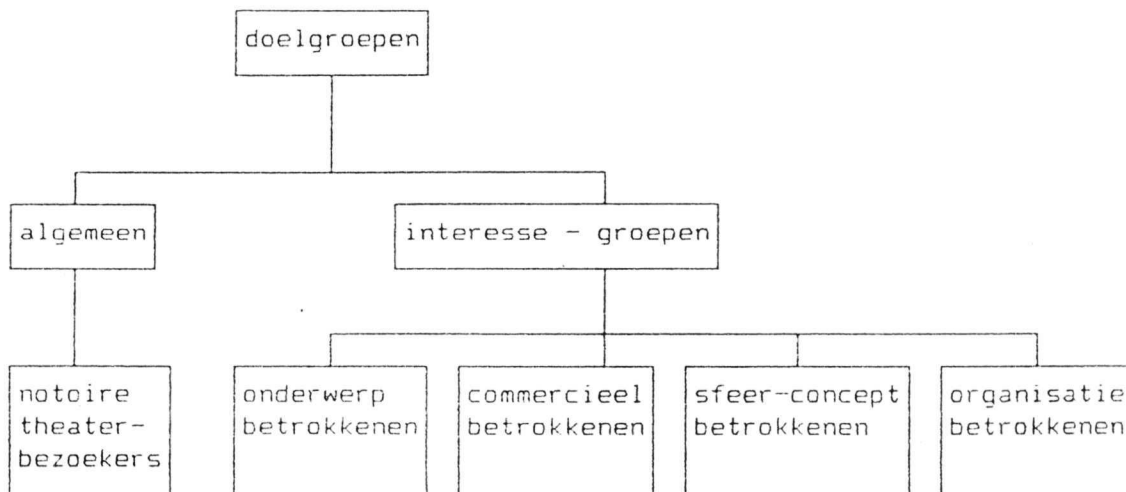 doelgroepen
algemeen
interesse - groepen
notoire
theater-
bezoekers
onderwerp
betrokkenen
commercieel
betrokkenen
sfeer-concept
betrokkenen
organisatie
betrokkenen